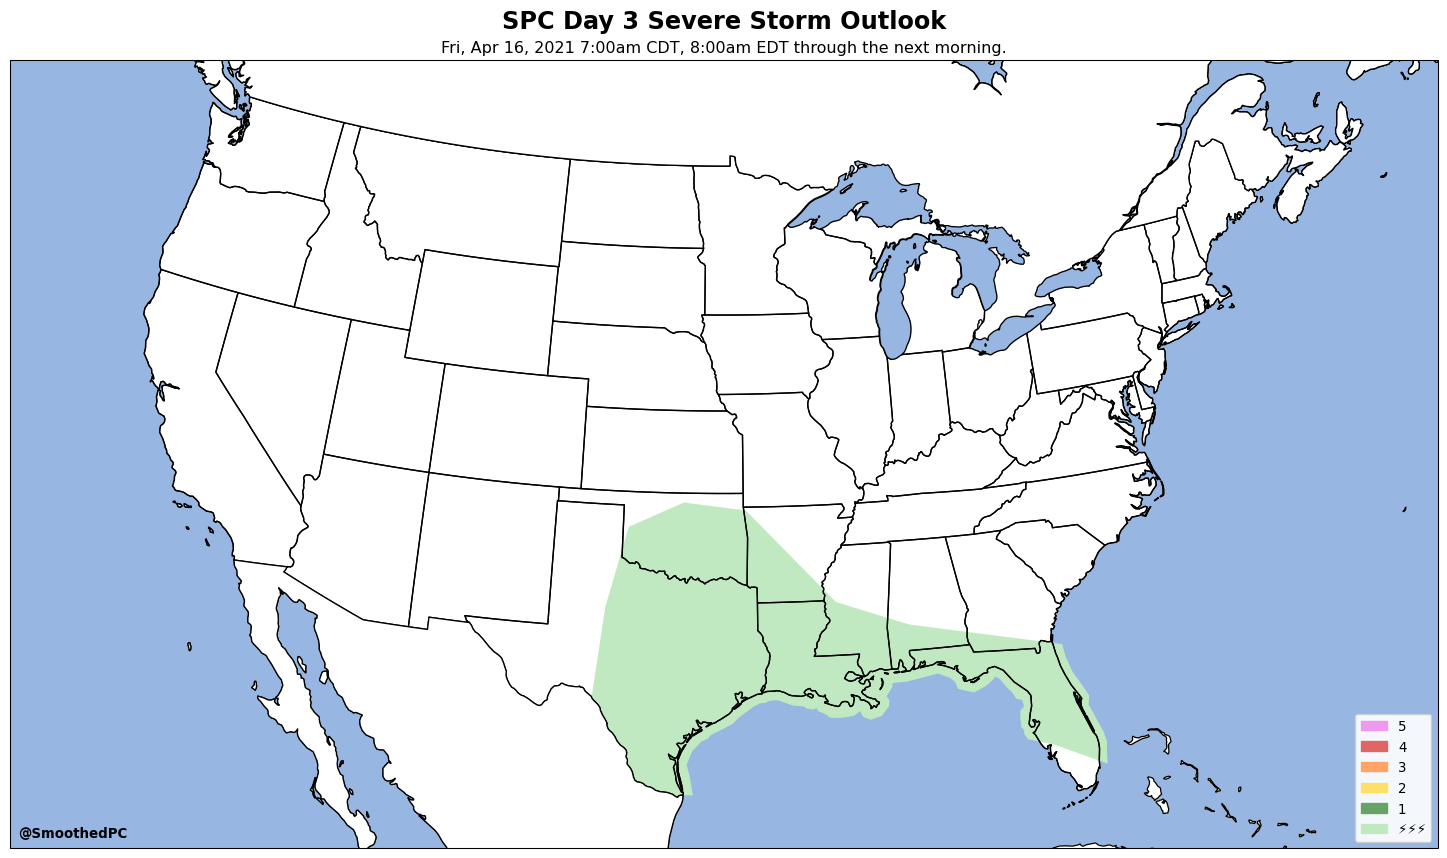 SPC Day 3 Severe Storm Outlook
Fri, Apr 16, 2021 7:00am CDT, 8:00am EDT through the next morning.
5
4
3
2
1
⚡⚡⚡
@SmoothedPC